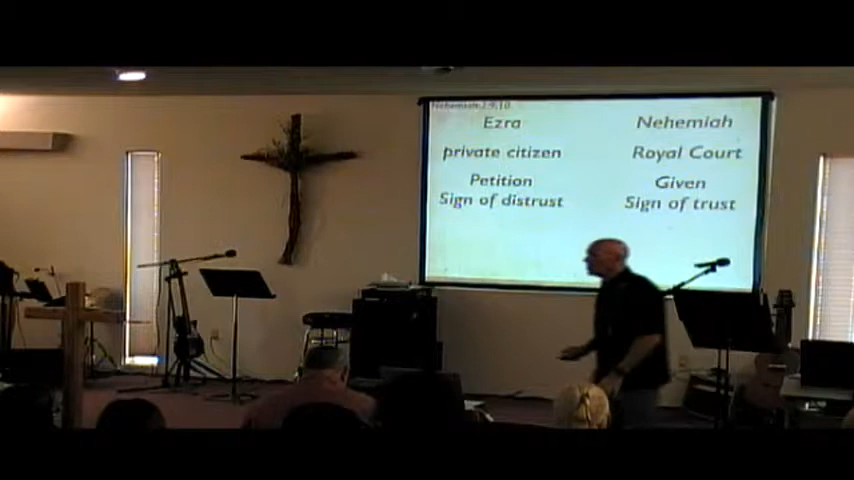 Nehemiah 2:9,10
Ezra
Nehemiah
private citizen
Royal Court
Petition
Given
Sign of distrust
Sign of trust